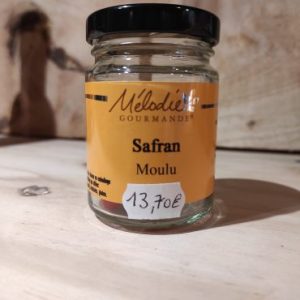 Mélodie
GOURMANDE
Safran
Moulu
13,70€